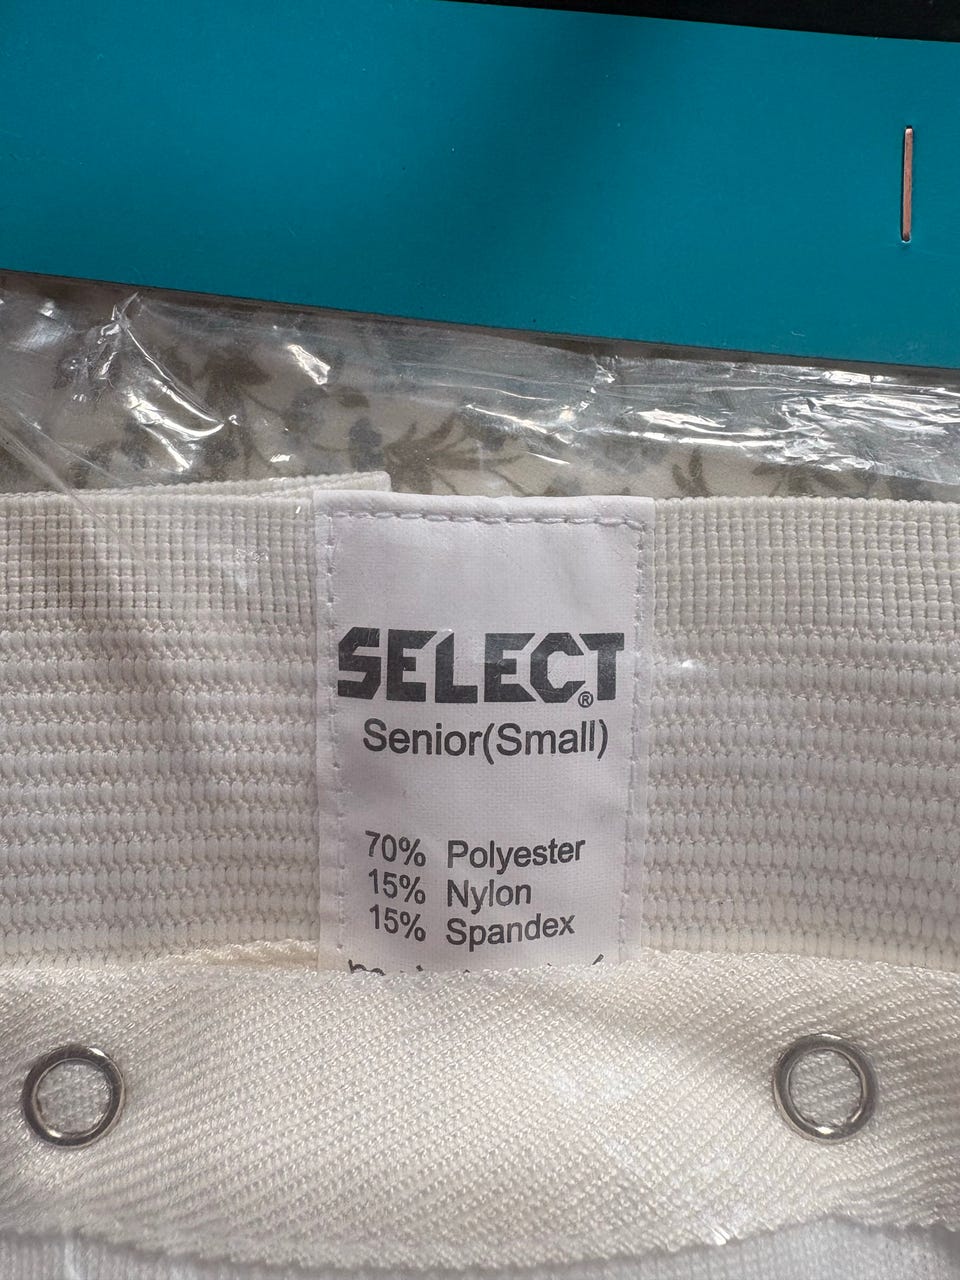 SELECT®
Senior(Small)
70% Polyester
15% Nylon
15% Spandex